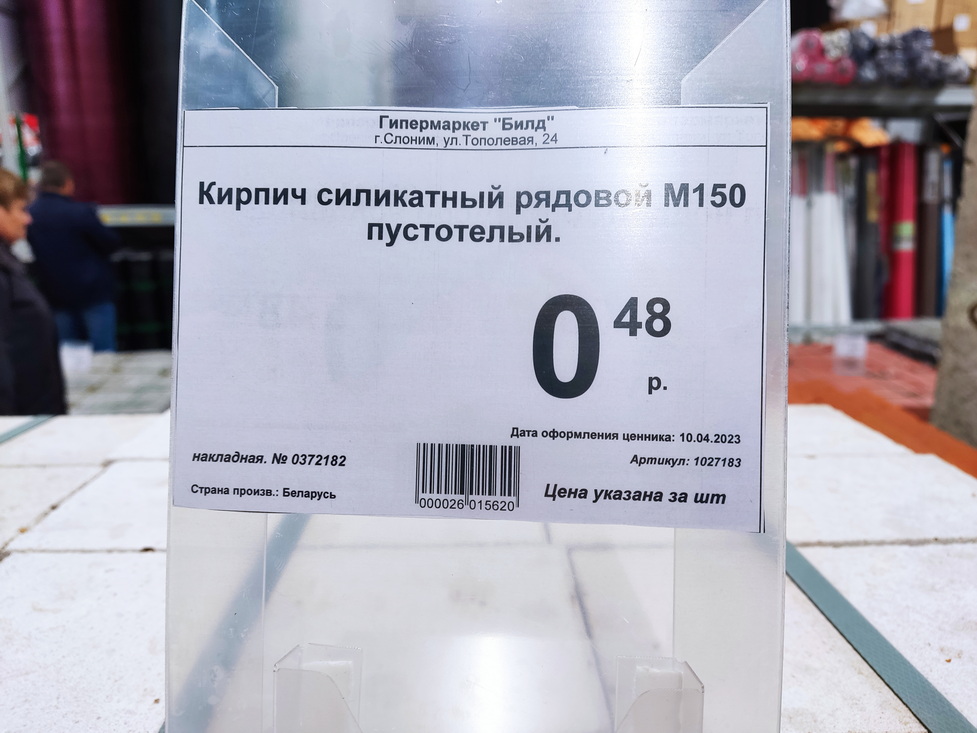 Гипермаркет "Билд"
г.Слоним, ул.Тополевая, 24
Кирпич силикатный рядовой М150
пустотелый.
0 48
р.
Дата оформления ценника: 10.04.2023
накладная. № 0372182
Артикул: 1027183
Страна произв.: Беларусь
000026 015620
Цена указана за шт